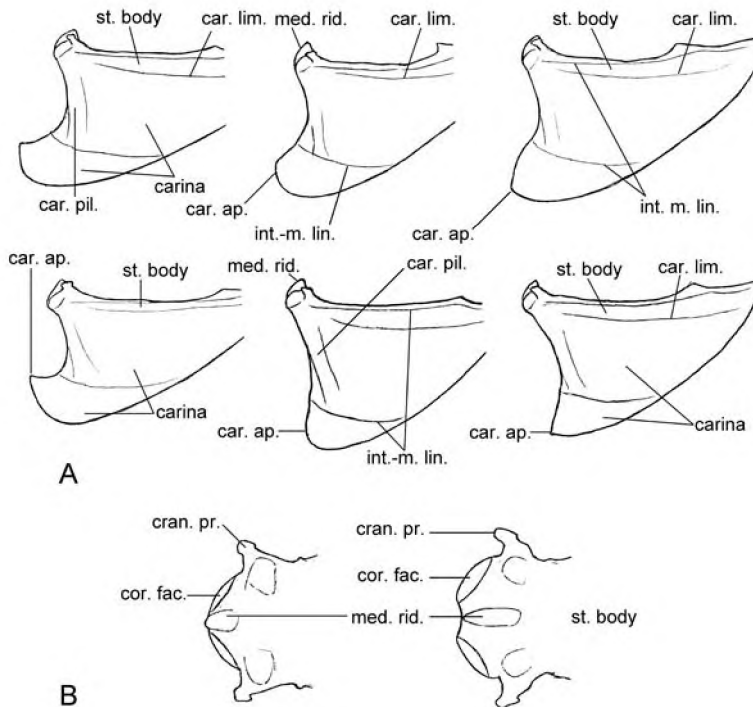 st. body car. lim. med. rid. car. lim. st. body car. lim.
car. pil. carina car. ap. int.-m. lin. car. ap. int. m. lin.
car. ap. st. body med. rid. car. pil. st. body car. lim.
carina car. ap. int.-m. lin. car. ap. carina
A
cran. pr. cran. pr.
cor. fac. cor. fac.
med. rid. st. body
B